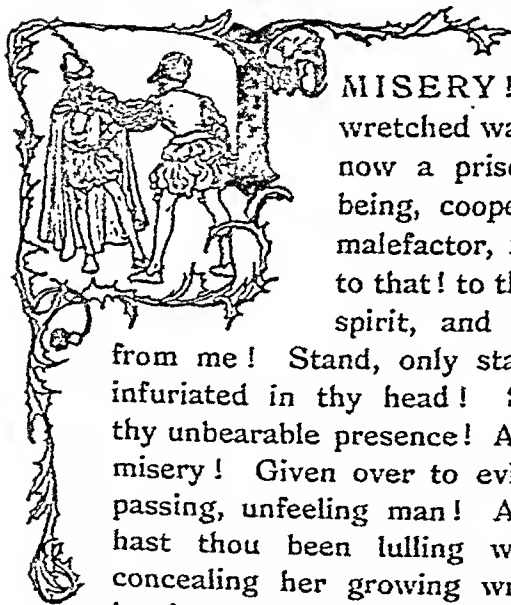 MISERY!
wretched wa
now a priso
being, coope
malefactor,
to that! to th
spirit, and
from me! Stand, only sta
infuriated in thy head! S
thy unbearable presence! A
misery! Given over to evi
passing, unfeeling man! A
hast thou been lulling w
concealing her growing wr